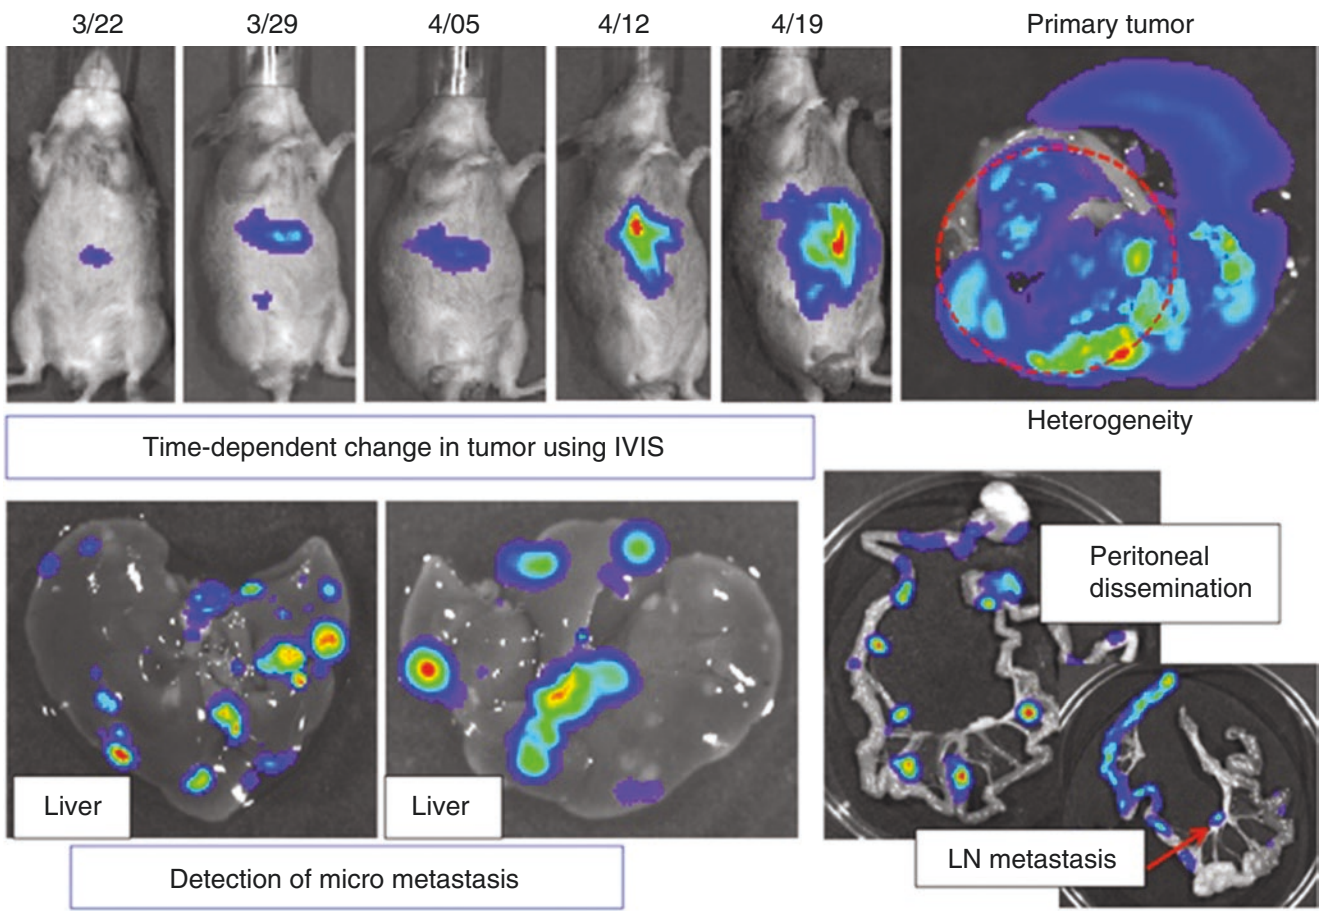 3/22
3/29
4/05
4/12
4/19
Primary tumor
Heterogeneity
Time-dependent change in tumor using IVIS
Peritoneal
dissemination
Liver
Liver
LN metastasis
Detection of micro metastasis